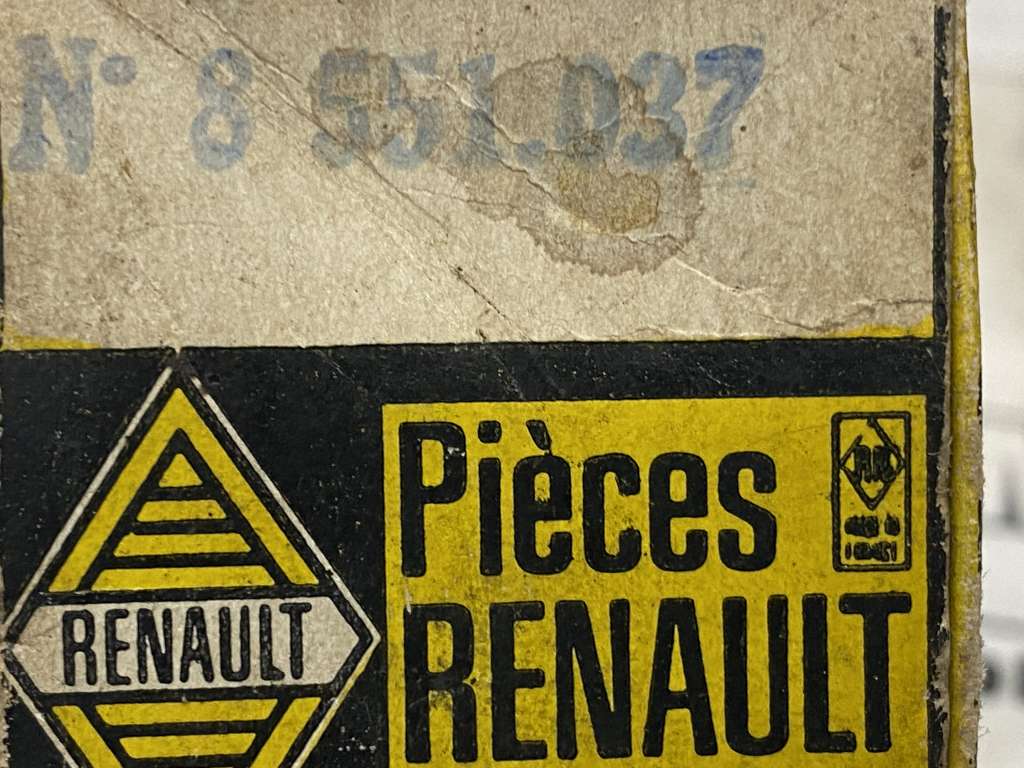 N° 8 551.037
RENAULT
Pièces
RENAULT